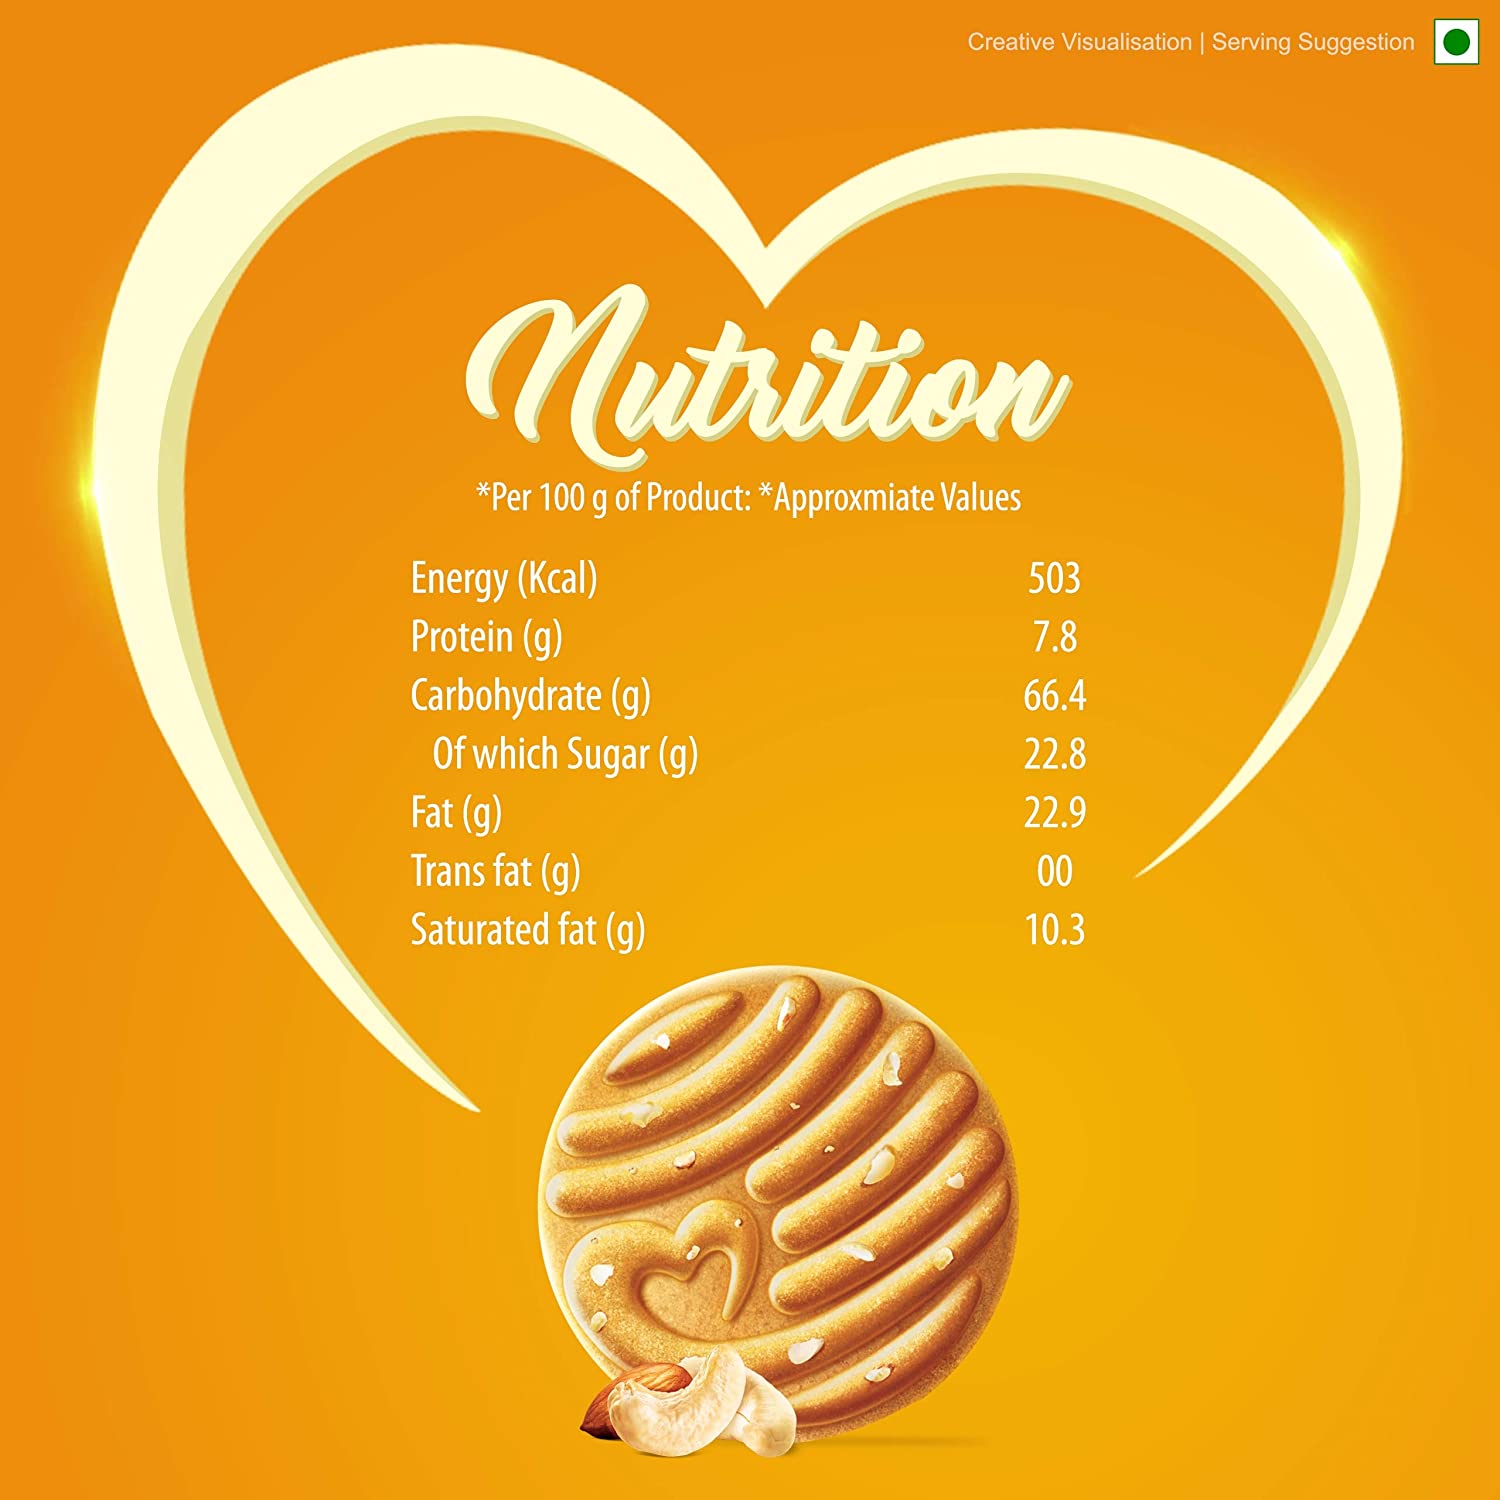 Creative Visualisation | Serving Suggestion
Nutrition
*Per 100 g of Product: *Approxmiate Values
Energy (Kcal) 503
Protein (g) 7.8
Carbohydrate (g) 66.4
Of which Sugar (g) 22.8
Fat (g) 22.9
Trans fat (g) 00
Saturated fat (g) 10.3